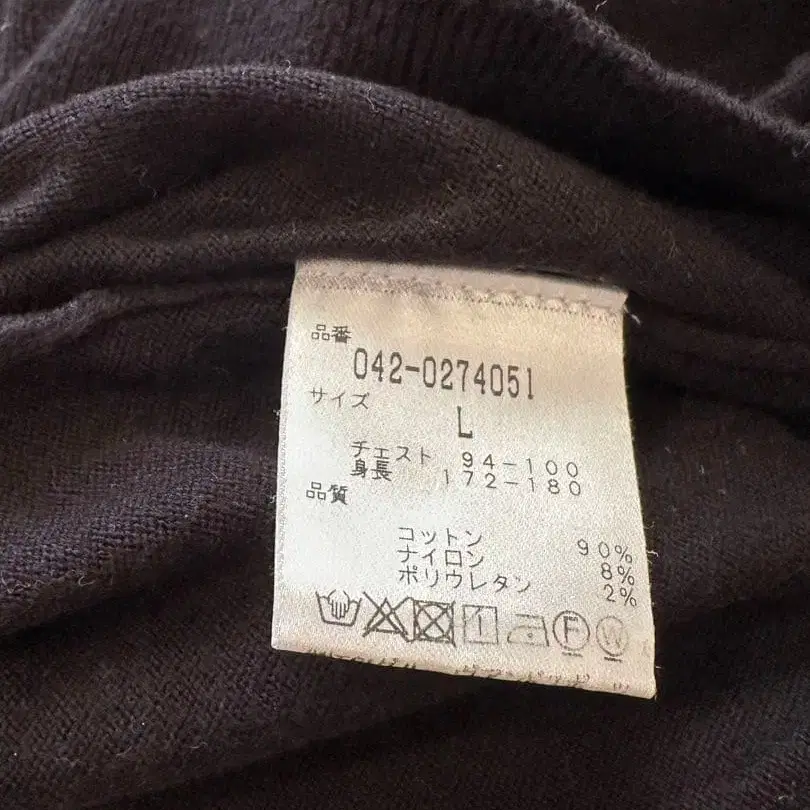 品番
042-0274051
サイズ
L
チェスト 94-100
身長 172-180
品質
コットン 90%
ナイロン 8%
ポリウレタン 2%
F W